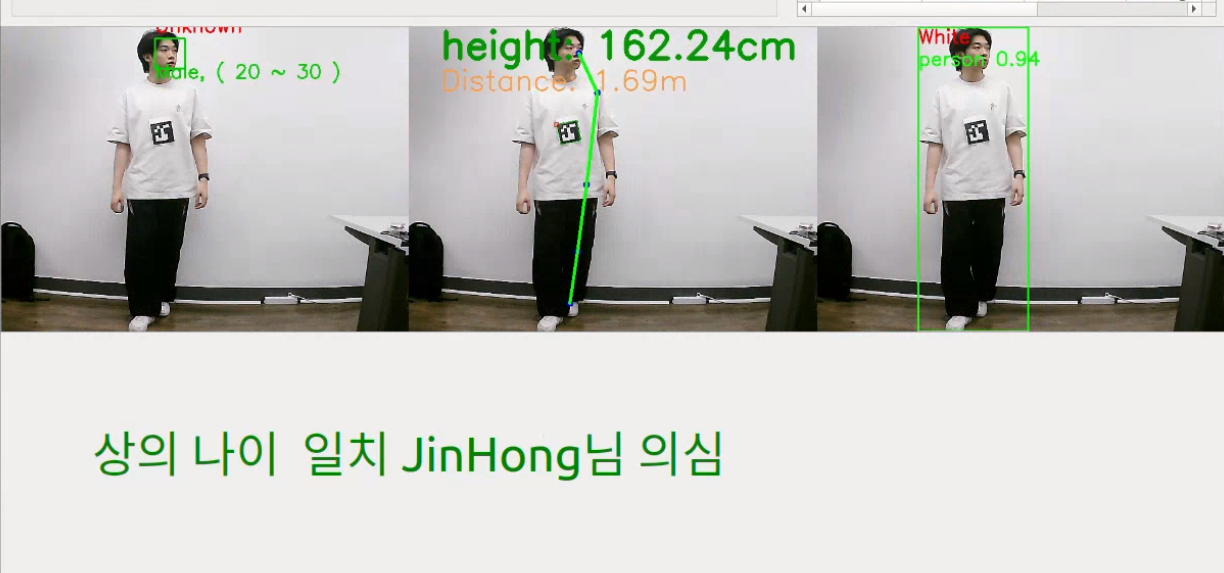 Unknown
Male, ( 20 ~ 30 )
height: 162.24cm
Distance: 1.69m
White
person 0.94
상의 나이  일치 JinHong님 의심